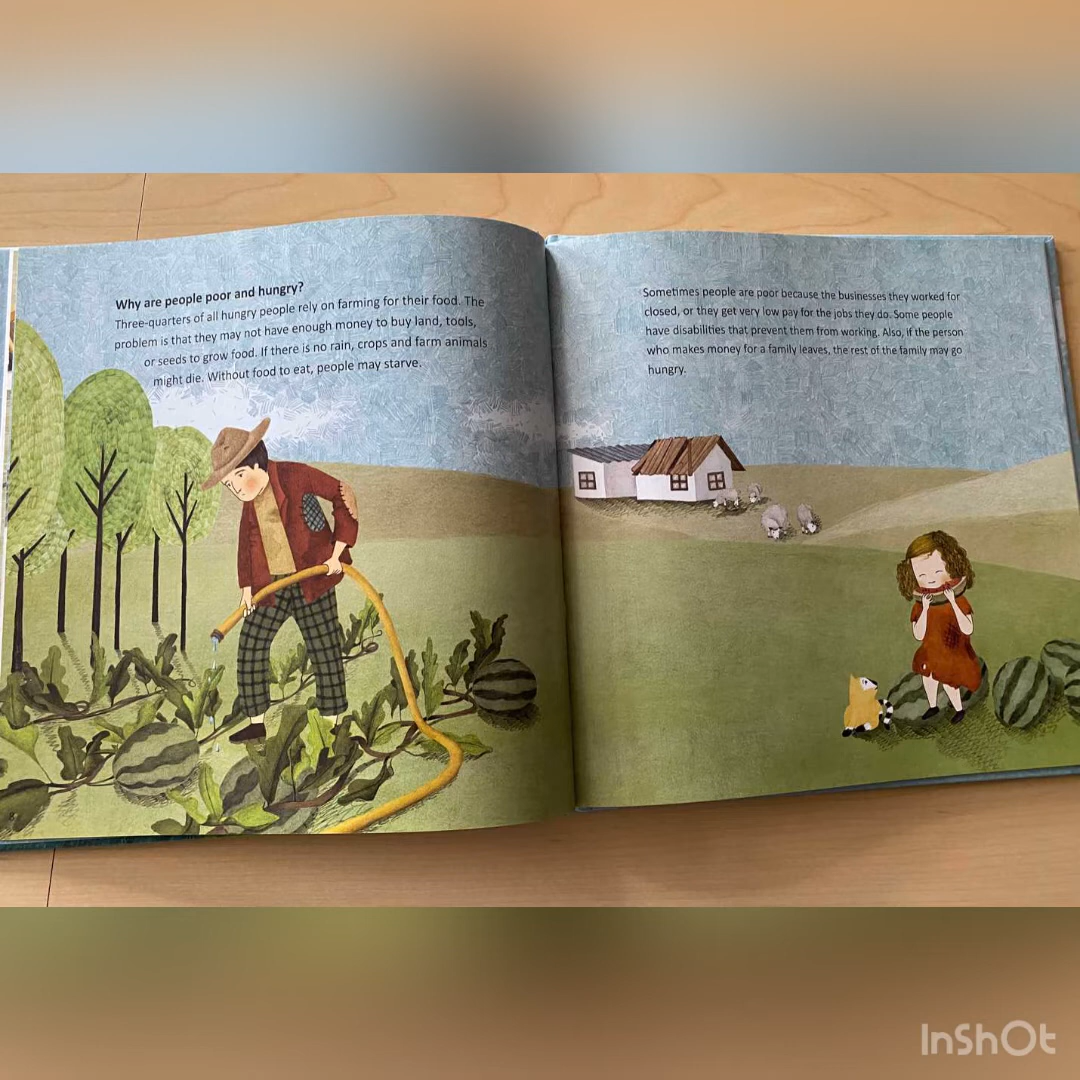 Why are people poor and hungry?
Three-quarters of all hungry people rely on farming for their food. The
problem is that they may not have enough money to buy land, tools,
or seeds to grow food. If there is no rain, crops and farm animals
might die. Without food to eat, people may starve.
Sometimes people are poor because the businesses they worked for
closed, or they get very low pay for the jobs they do. Some people
have disabilities that prevent them from working. Also, if the person
who makes money for a family leaves, the rest of the family may go
hungry.
InShOt